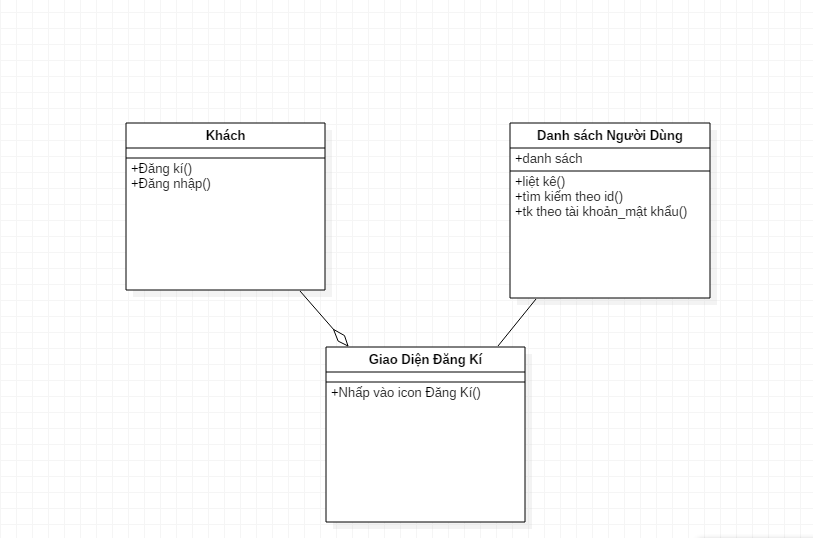 Khách
+Đăng kí()
+Đăng nhập()
Danh sách Người Dùng
+danh sách
+liệt kê()
+tìm kiếm theo id()
+tk theo tài khoản_mật khẩu()
Giao Diện Đăng Kí
+Nhấp vào icon Đăng Kí()